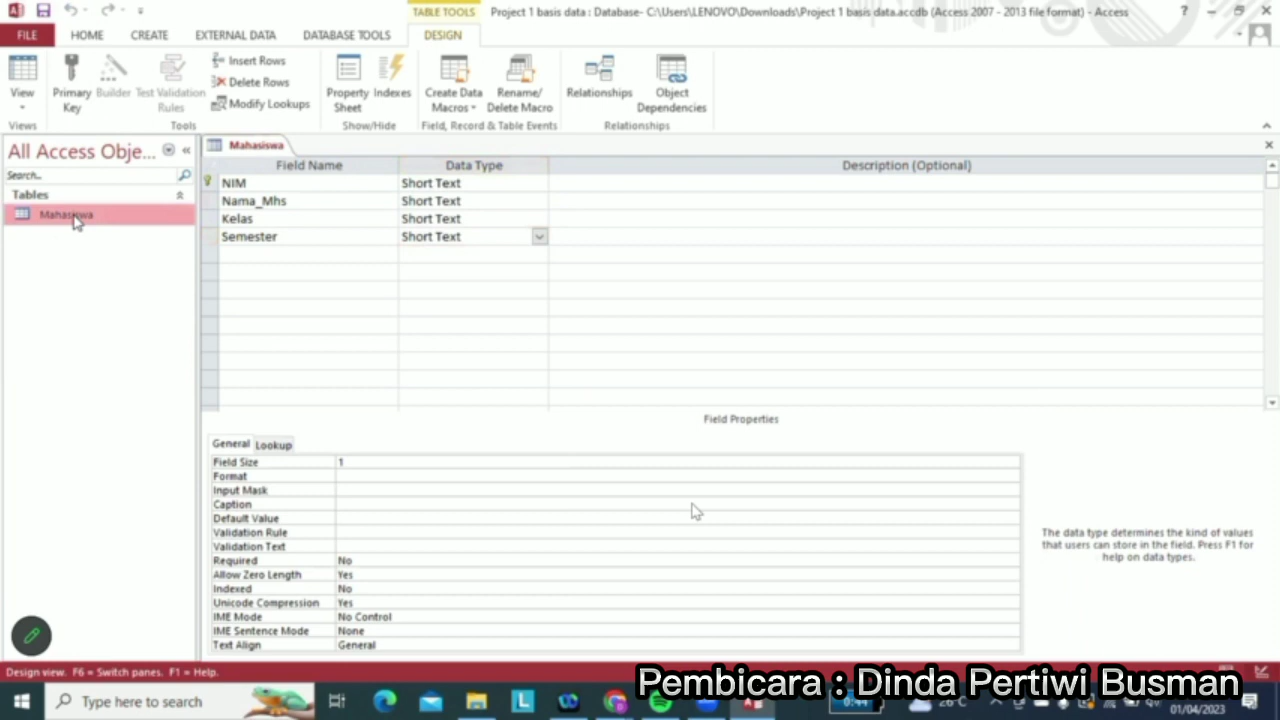 TABLE TOOLS
Project 1 basis data : Database- C:\Users\LENOVO\Downloads\Project 1 basis data.accdb (Access 2007 - 2013 file format) - Access
FILE HOME CREATE EXTERNAL DATA DATABASE TOOLS DESIGN
View
Primary Key
Builder
Test Validation Rules
Insert Rows
Delete Rows
Modify Lookups
Property Sheet
Indexes
Create Data Macros
Rename/ Delete Macro
Relationships
Object Dependencies
Views Tools Show/Hide Field, Record & Table Events Relationships
All Access Obje...
Search..
Tables
Mahasiswa
Mahasiswa
Field Name Data Type Description (Optional)
NIM Short Text
Nama_Mhs Short Text
Kelas Short Text
Semester Short Text
Field Properties
General Lookup
Field Size 1
Format
Input Mask
Caption
Default Value
Validation Rule
Validation Text
Required No
Allow Zero Length Yes
Indexed No
Unicode Compression Yes
IME Mode No Control
IME Sentence Mode None
Text Align General
The data type determines the kind of values
that users can store in the field. Press F1 for
help on data types.
Design view. F6 = Switch panes. F1 = Help.
Pembicara : Dinda Pertiwi Busman
Type here to search
0:44
26°C
01/04/2023